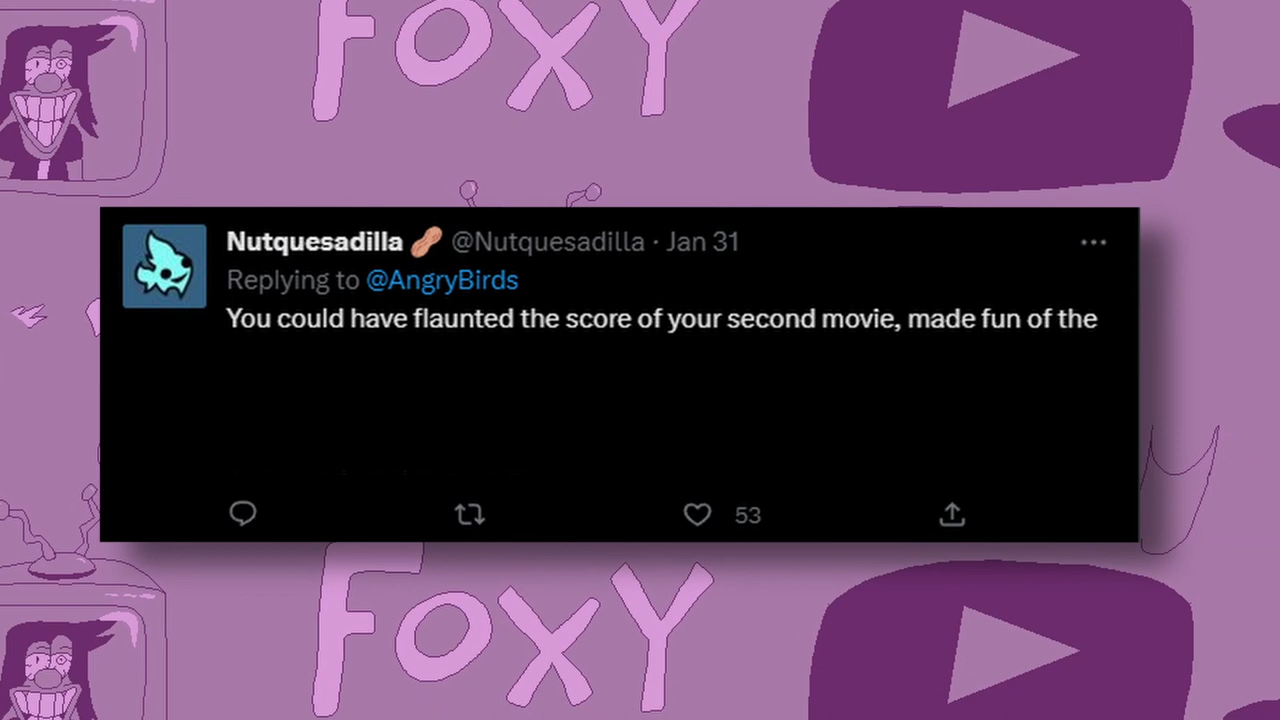 FOXY
Nutquesadilla 🥜 @Nutquesadilla · Jan 31
Replying to @AngryBirds
You could have flaunted the score of your second movie, made fun of the
53
FOXY